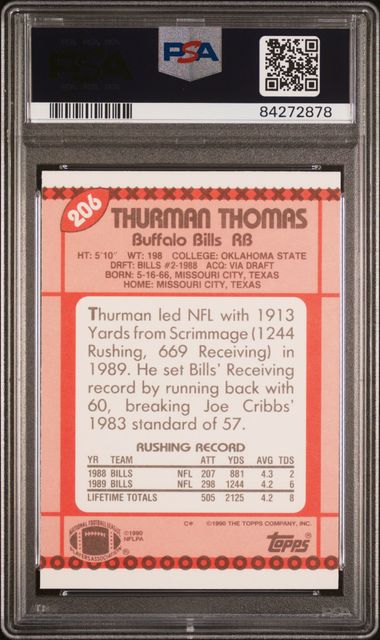 PSA
84272878
206
THURMAN THOMAS
Buffalo Bills RB
HT: 5'10" WT: 198 COLLEGE: OKLAHOMA STATE
DRFT: BILLS #2-1988 ACQ: VIA DRAFT
BORN: 5-16-66, MISSOURI CITY, TEXAS
HOME: MISSOURI CITY, TEXAS
Thurman led NFL with 1913
Yards from Scrimmage (1244
Rushing, 669 Receiving) in
1989. He set Bills' Receiving
record by running back with
60, breaking Joe Cribbs'
1983 standard of 57.
RUSHING RECORD
YR TEAM ATT YDS AVG TDS
1988 BILLS NFL 207 881 4.3 2
1989 BILLS NFL 298 1244 4.2 6
LIFETIME TOTALS 505 2125 4.2 8
C* ©1990 THE TOPPS COMPANY, INC.
NATIONAL FOOTBALL LEAGUE
PLAYERS ASSOCIATION
©1990
NFLPA
Topps